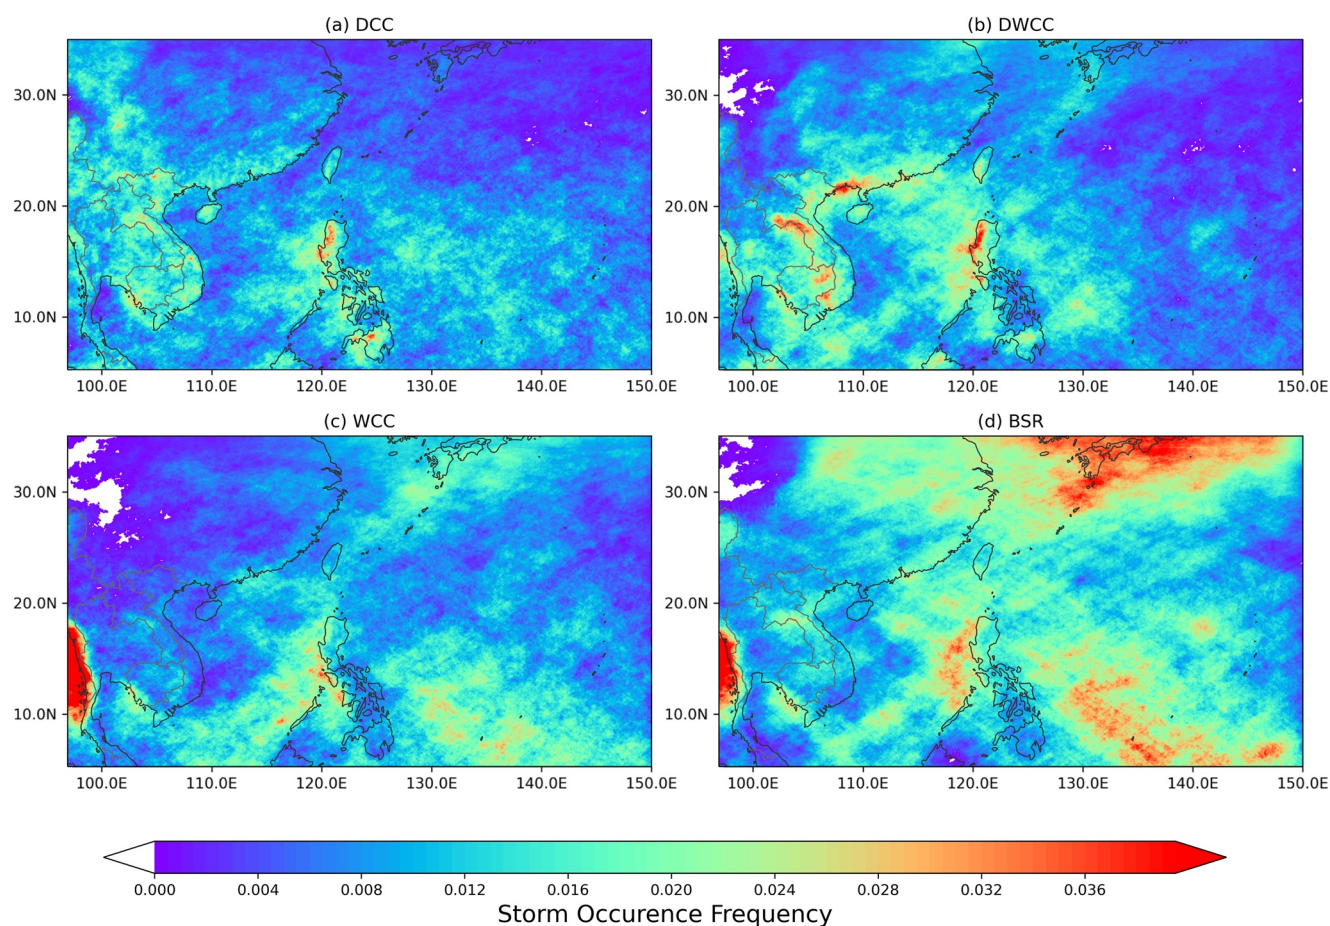 (a) DCC
(b) DWCC
30.0N
20.0N
10.0N
100.0E 110.0E 120.0E 130.0E 140.0E 150.0E
30.0N
20.0N
10.0N
100.0E 110.0E 120.0E 130.0E 140.0E 150.0E
(c) WCC
(d) BSR
30.0N
20.0N
10.0N
100.0E 110.0E 120.0E 130.0E 140.0E 150.0E
30.0N
20.0N
10.0N
100.0E 110.0E 120.0E 130.0E 140.0E 150.0E
0.000 0.004 0.008 0.012 0.016 0.020 0.024 0.028 0.032 0.036
Storm Occurence Frequency